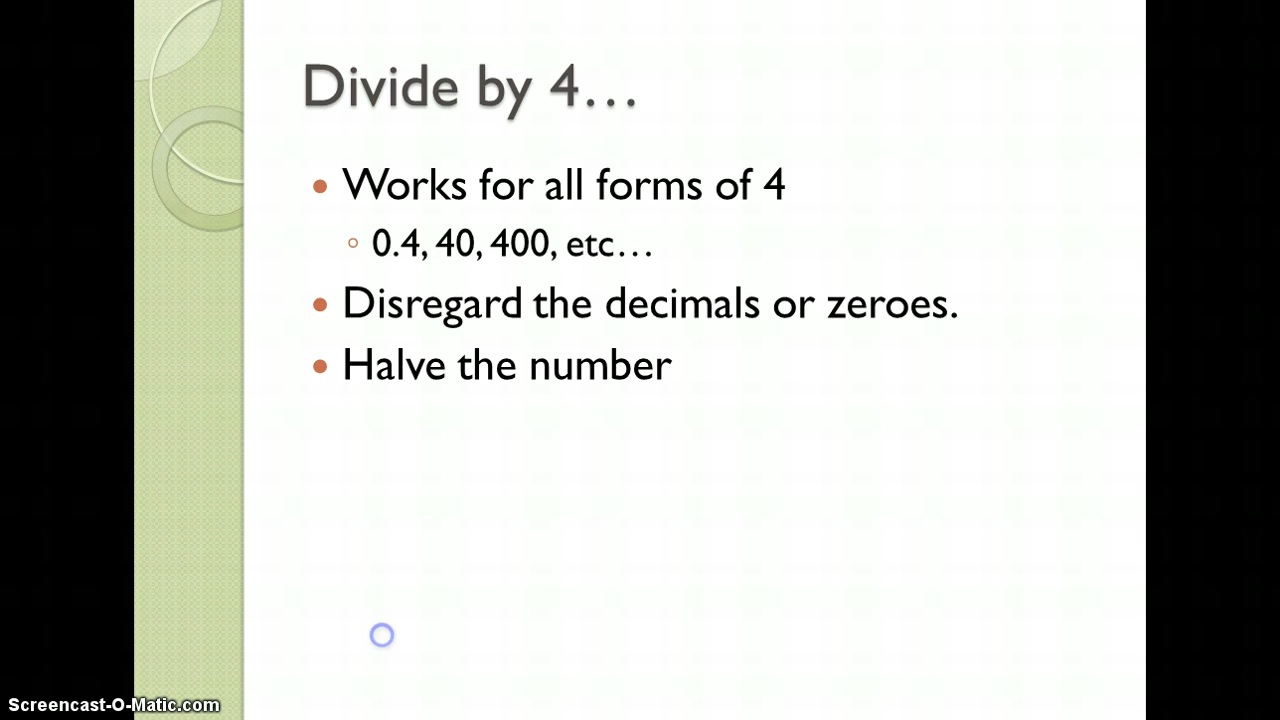 Divide by 4…
• Works for all forms of 4
◦ 0.4, 40, 400, etc…
• Disregard the decimals or zeroes.
• Halve the number
Screencast-O-Matic.com